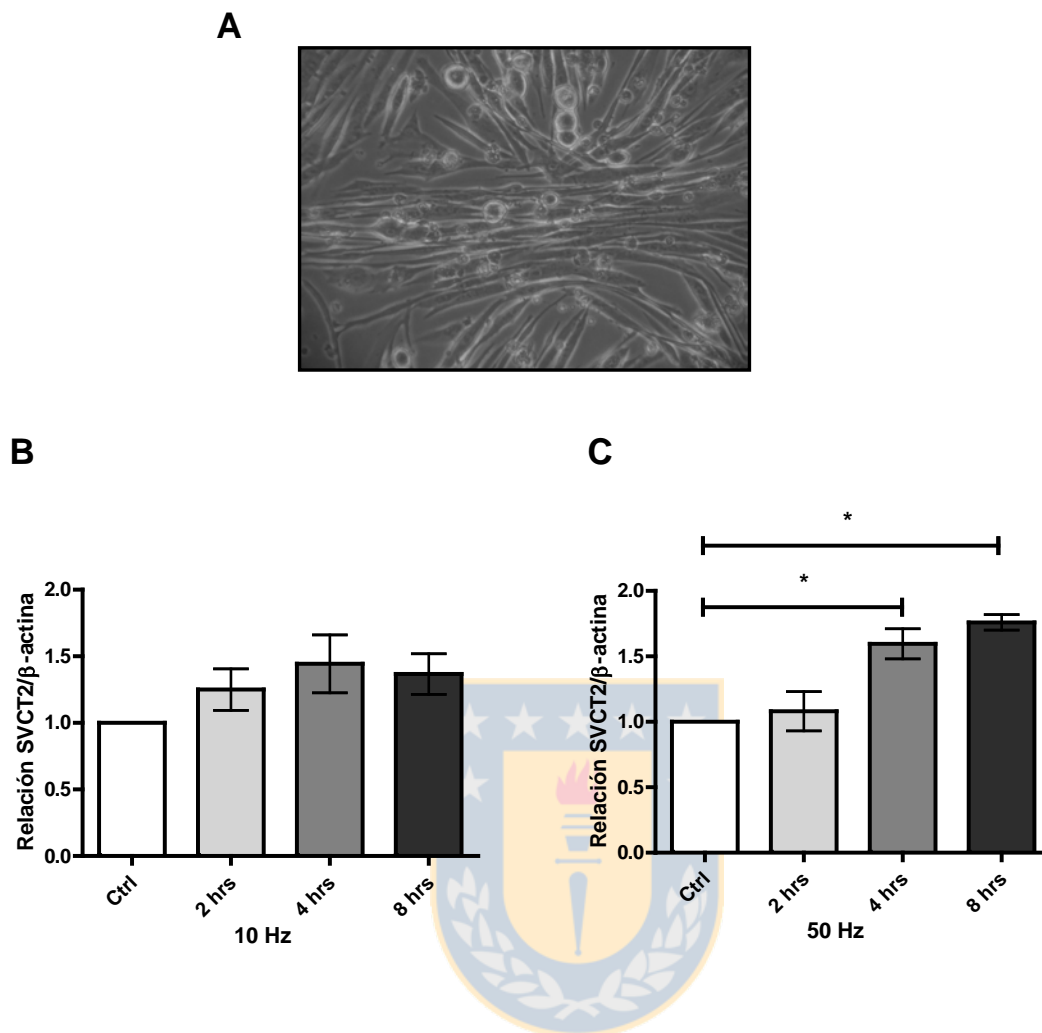 A
B
Relación SVCT2/β-actina
2.0
1.5
1.0
0.5
0.0
Ctrl
2 hrs
4 hrs
8 hrs
10 Hz
C
*
*
Relación SVCT2/β-actina
2.0
1.5
1.0
0.5
0.0
Ctrl
2 hrs
4 hrs
8 hrs
50 Hz